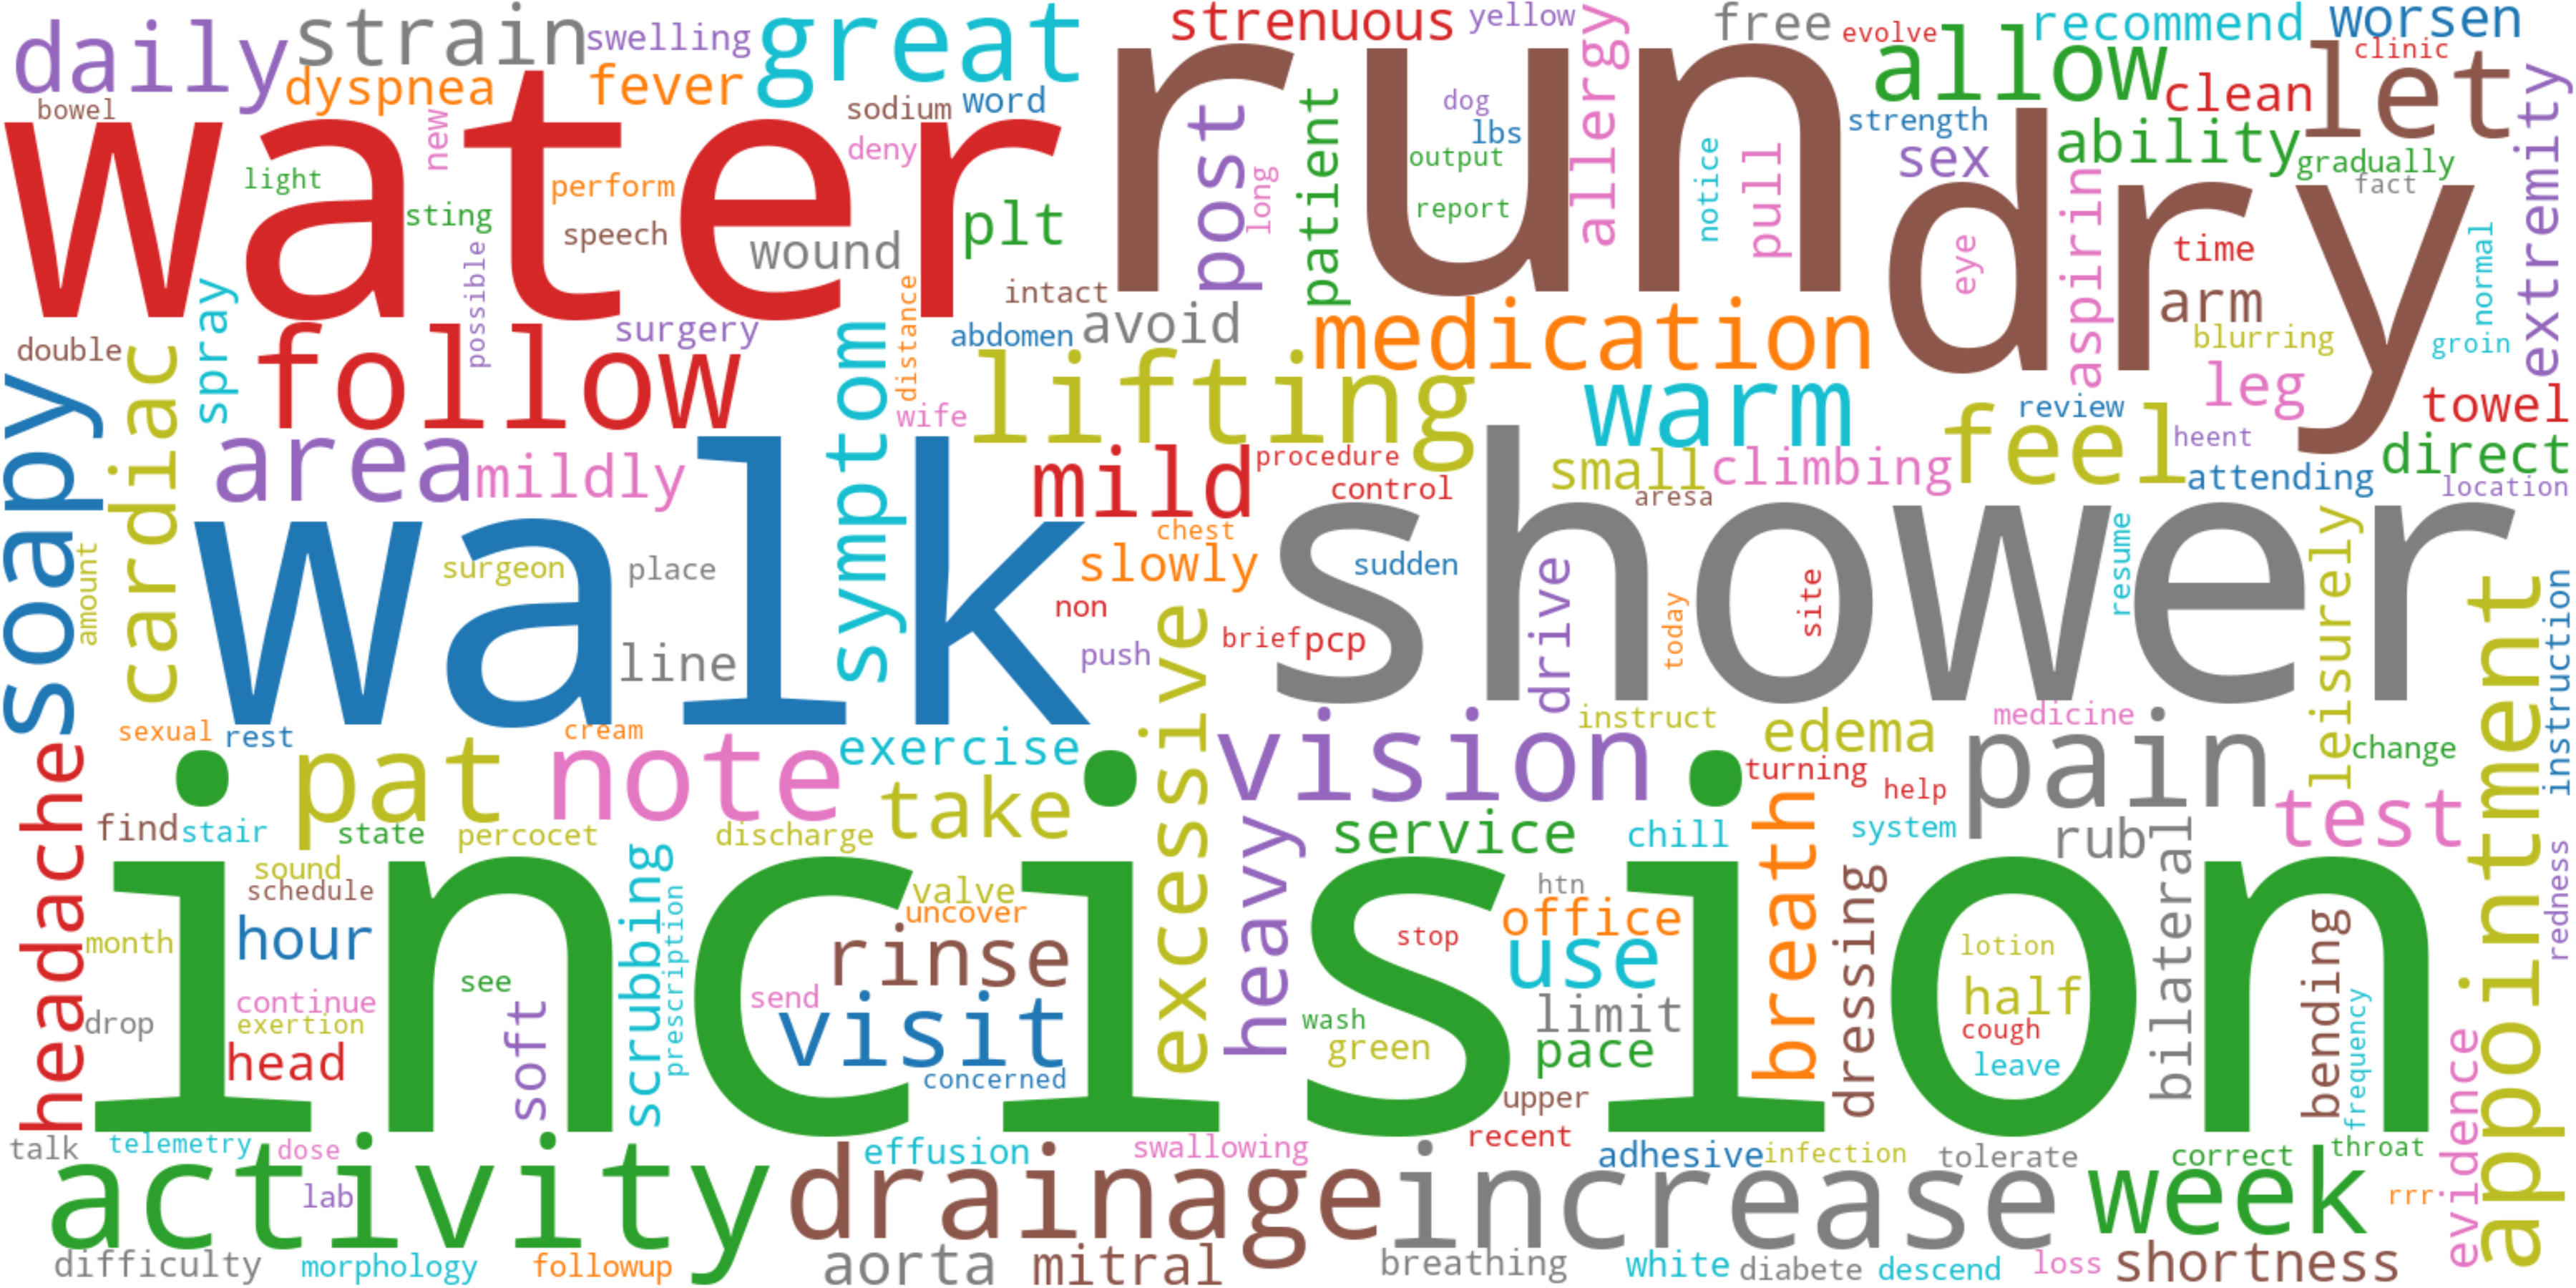 daily strain swelling great strenuous yellow allergy free evolve allow recommend worsen
bowel dyspnea fever sodium word run dog lbs clean let clinic extremity
water new deny post patient output strength sex ability gradually
light sting perform speech wound plt long report notice pull dry fact
possible intact eye aspirin time arm normal
spray surgery distance abdomen avoid medication blurring groin
double follow symptom wife lifting warm review leg towel
soapy cardiac area mildly mild procedure control small climbing feel heent attending direct
aresa location
walk chest shower
amount surgeon place slowly sudden drive site resume leisurely
line non push excessive brief pcp today appointment instruction
sexual rest cream instruct medicine
headache pat note exercise vision edema pain change
find stair state percocet discharge take service chill turning help system rub test
incision
sound schedule scrubbing prescription valve uncover heavy htn breath dressing bilateral redness
month hour rinse stop office use lotion bending
continue see soft send visit limit half
drop exertion wash green pace cough frequency
head concerned leave
upper
talk telemetry dose effusion swallowing recent adhesive infection tolerate correct throat evidence
activity lab drainage increase week rrr
difficulty morphology followup aorta mitral breathing white diabete descend loss shortness